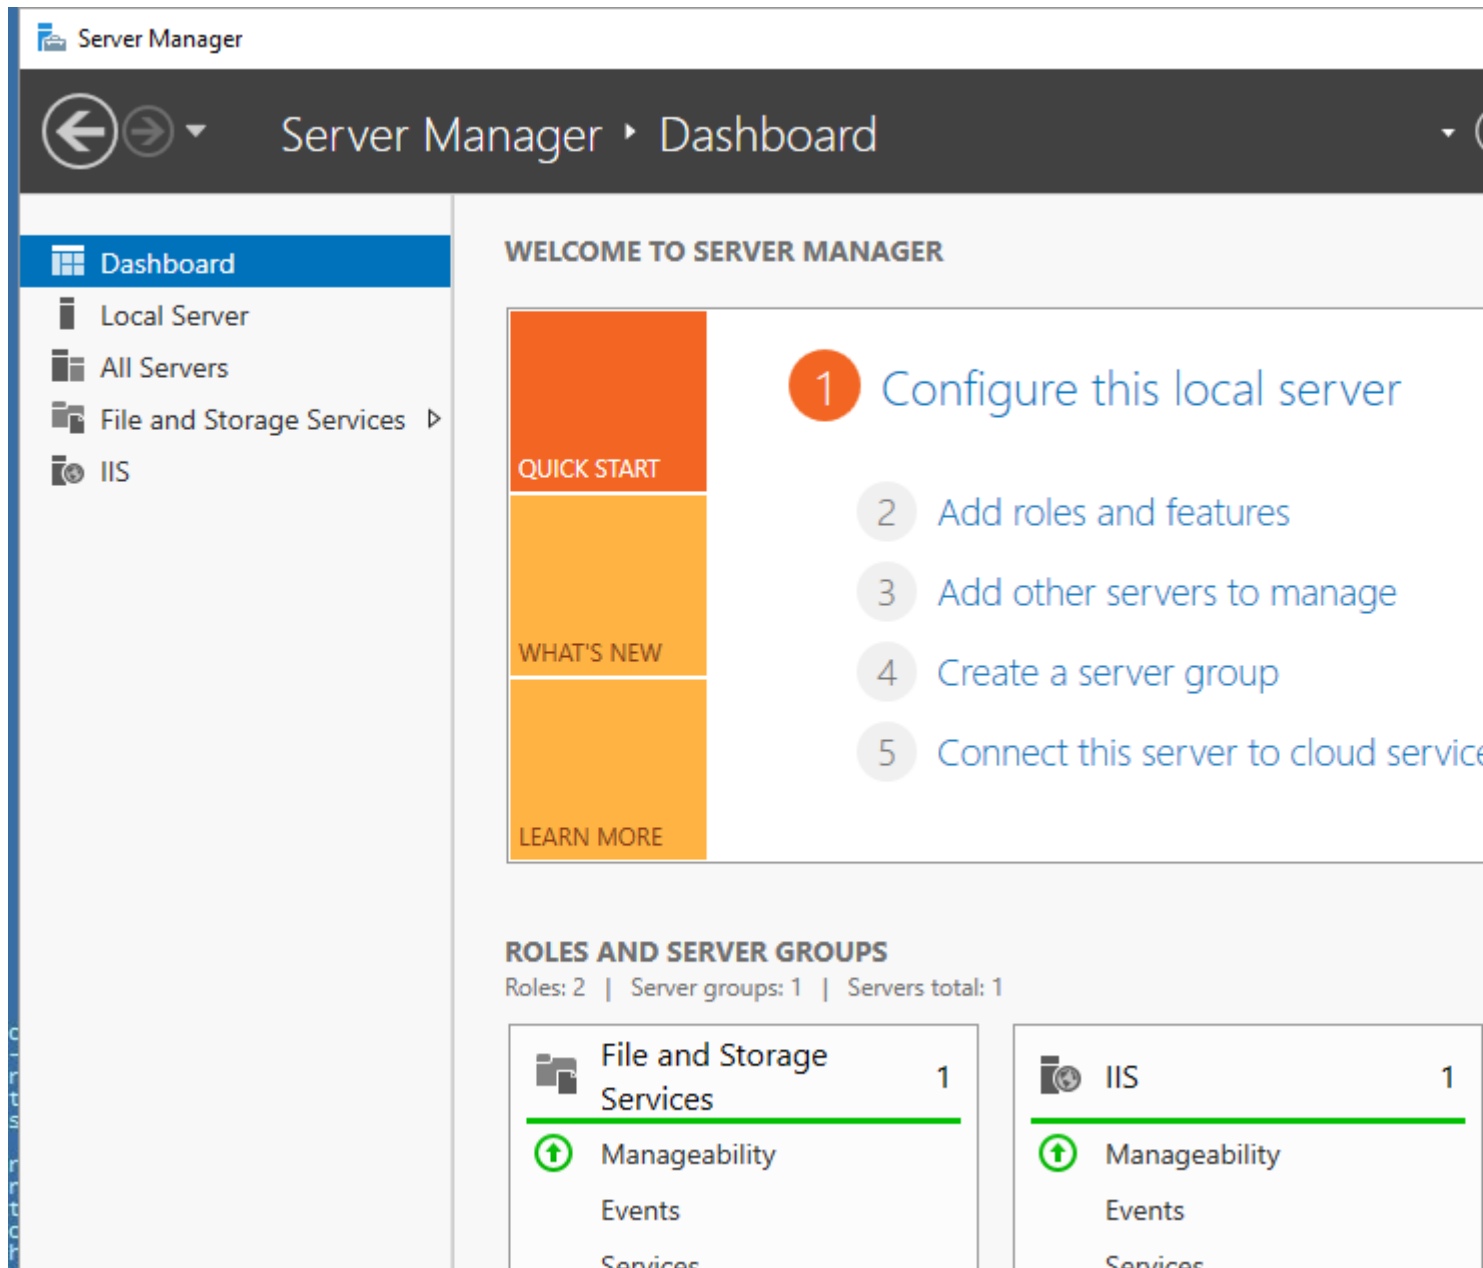 Server Manager
Server Manager ‣ Dashboard
Dashboard
Local Server
All Servers
File and Storage Services
IIS
WELCOME TO SERVER MANAGER
QUICK START
WHAT'S NEW
LEARN MORE
1 Configure this local server
2 Add roles and features
3 Add other servers to manage
4 Create a server group
5 Connect this server to cloud service
ROLES AND SERVER GROUPS
Roles: 2 | Server groups: 1 | Servers total: 1
File and Storage
Services
1
Manageability
Events
Services
IIS 1
Manageability
Events
Services